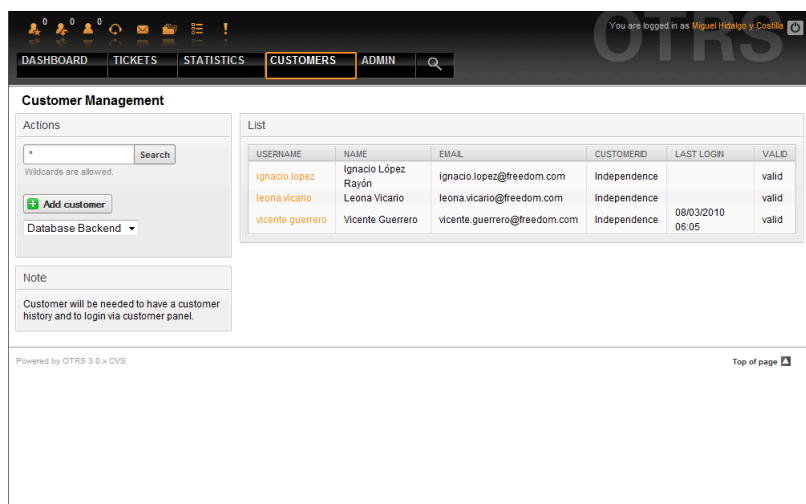 0 0 0
You are logged in as Miguel Hidalgo y Costilla
OTRS
DASHBOARD TICKETS STATISTICS CUSTOMERS ADMIN
Customer Management
Actions
*
Search
Wildcards are allowed.
Add customer
Database Backend
Note
Customer will be needed to have a customer
history and to login via customer panel.
List
USERNAME NAME EMAIL CUSTOMERID LAST LOGIN VALID
ignacio.lopez Ignacio López ignacio.lopez@freedom.com Independence valid
Rayón
leona.vicario Leona Vicario leona.vicario@freedom.com Independence valid
vicente.guerrero Vicente Guerrero vicente.guerrero@freedom.com Independence 08/03/2010 valid
06:05
Powered by OTRS 3.0.x CVS
Top of page